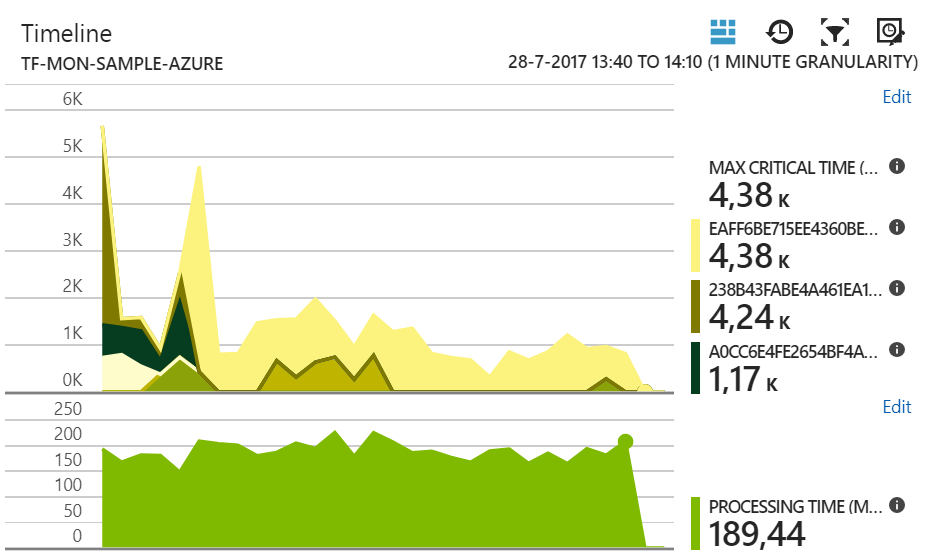 Timeline
TF-MON-SAMPLE-AZURE
28-7-2017 13:40 TO 14:10 (1 MINUTE GRANULARITY)
Edit
6K
5K
4K
3K
2K
1K
0K
MAX CRITICAL TIME (...
4,38 K
EAFF6BE715EE4360BE...
4,38 K
238B43FABE4A461EA1...
4,24 K
A0CC6E4FE2654BF4A...
1,17 K
Edit
250
200
150
100
50
0
PROCESSING TIME (M...
189,44